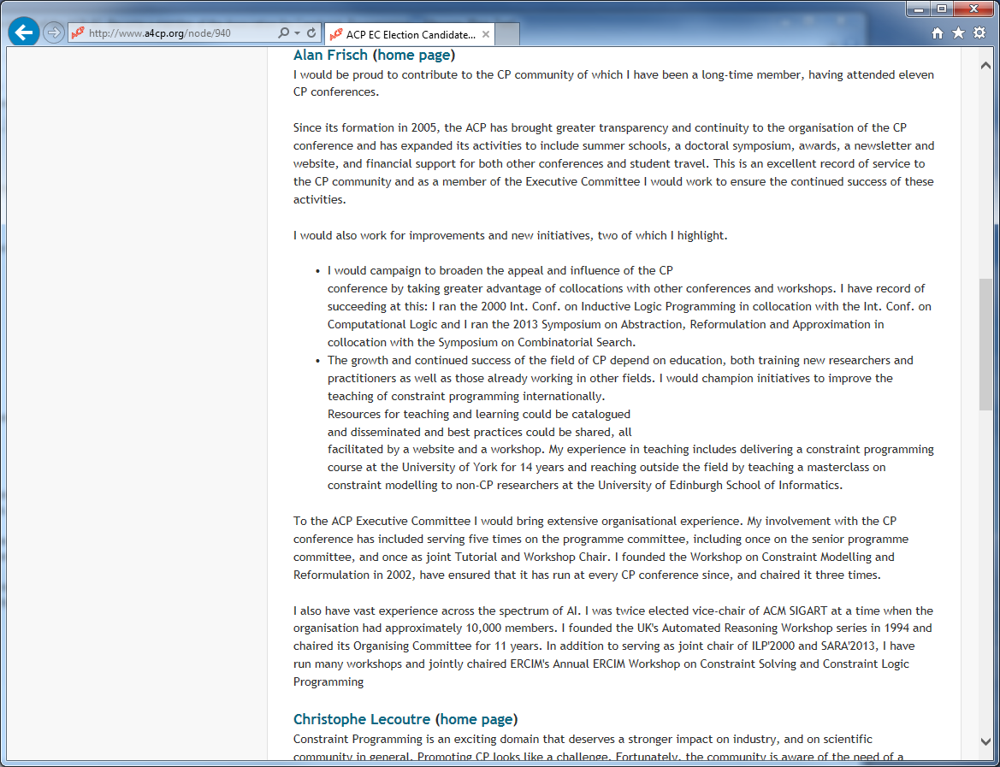 http://www.a4cp.org/node/940
ACP EC Election Candidate...
Alan Frisch (home page)
I would be proud to contribute to the CP community of which I have been a long-time member, having attended eleven
CP conferences.
Since its formation in 2005, the ACP has brought greater transparency and continuity to the organisation of the CP
conference and has expanded its activities to include summer schools, a doctoral symposium, awards, a newsletter and
website, and financial support for both other conferences and student travel. This is an excellent record of service to
the CP community and as a member of the Executive Committee I would work to ensure the continued success of these
activities.
I would also work for improvements and new initiatives, two of which I highlight.
• I would campaign to broaden the appeal and influence of the CP
conference by taking greater advantage of collocations with other conferences and workshops. I have record of
succeeding at this: I ran the 2000 Int. Conf. on Inductive Logic Programming in collocation with the Int. Conf. on
Computational Logic and I ran the 2013 Symposium on Abstraction, Reformulation and Approximation in
collocation with the Symposium on Combinatorial Search.
• The growth and continued success of the field of CP depend on education, both training new researchers and
practitioners as well as those already working in other fields. I would champion initiatives to improve the
teaching of constraint programming internationally.
Resources for teaching and learning could be catalogued
and disseminated and best practices could be shared, all
facilitated by a website and a workshop. My experience in teaching includes delivering a constraint programming
course at the University of York for 14 years and reaching outside the field by teaching a masterclass on
constraint modelling to non-CP researchers at the University of Edinburgh School of Informatics.
To the ACP Executive Committee I would bring extensive organisational experience. My involvement with the CP
conference has included serving five times on the programme committee, including once on the senior programme
committee, and once as joint Tutorial and Workshop Chair. I founded the Workshop on Constraint Modelling and
Reformulation in 2002, have ensured that it has run at every CP conference since, and chaired it three times.
I also have vast experience across the spectrum of AI. I was twice elected vice-chair of ACM SIGART at a time when the
organisation had approximately 10,000 members. I founded the UK's Automated Reasoning Workshop series in 1994 and
chaired its Organising Committee for 11 years. In addition to serving as joint chair of ILP'2000 and SARA'2013, I have
run many workshops and jointly chaired ERCIM's Annual ERCIM Workshop on Constraint Solving and Constraint Logic
Programming
Christophe Lecoutre (home page)
Constraint Programming is an exciting domain that deserves a stronger impact on industry, and on scientific
community in general. Promoting CP looks like a challenge. Fortunately, the community is aware of the need of a